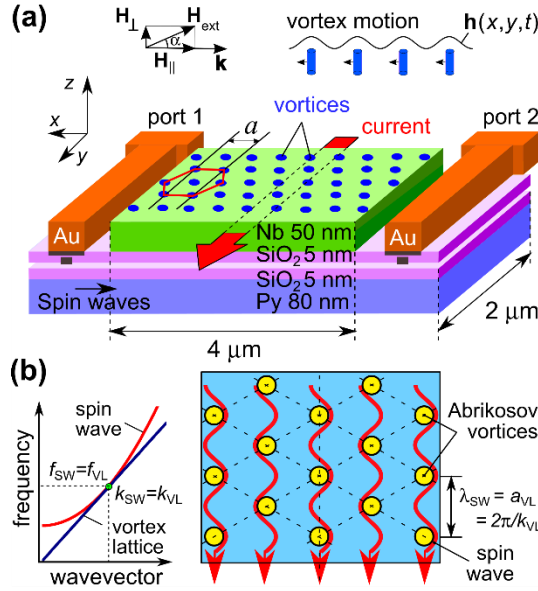 (a)
H⊥
H
ext
α
H∥
k
vortex motion
h(x,y,t)
z
x
y
port 1
vortices
port 2
a
current
Au
Au
Nb 50 nm
SiO₂ 5 nm
SiO₂ 5 nm
Py 80 nm
Spin waves
4 μm
2 μm
(b)
frequency
spin
wave
fSW=fVL
kSW=kVL
vortex
lattice
wavevector
Abrikosov
vortices
λSW = aVL
= 2π/kVL
spin
wave